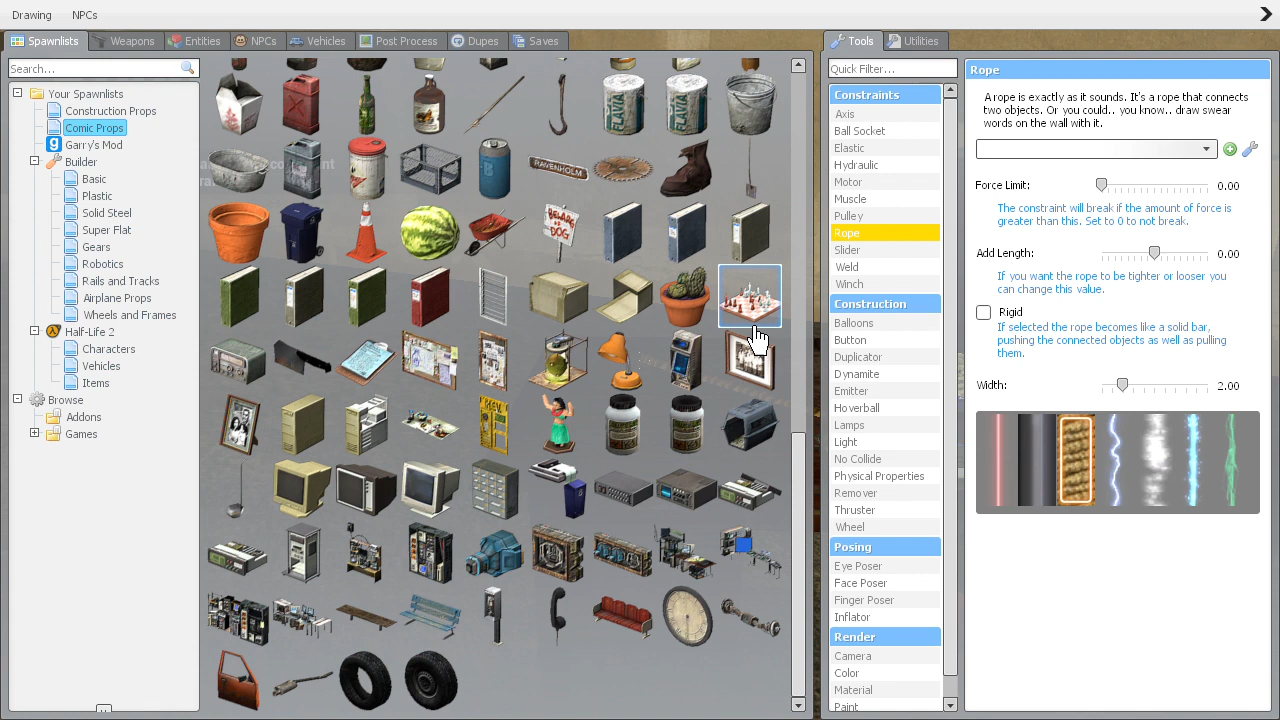 Drawing NPCs
Spawnlists Weapons Entities NPCs Vehicles Post Process Dupes Saves
Tools Utilities
Search...
Your Spawnlists
Construction Props
Comic Props
Garry's Mod
Builder
Basic
Plastic
Solid Steel
Super Flat
Gears
Robotics
Rails and Tracks
Airplane Props
Wheels and Frames
Half-Life 2
Characters
Vehicles
Items
Browse
Addons
Games
FLAVIA
FLAVIA
RAVENHOLM
BEWARE
OF
DOG
Quick Filter...
Constraints
Axis
Ball Socket
Elastic
Hydraulic
Motor
Muscle
Pulley
Rope
Slider
Weld
Winch
Construction
Balloons
Button
Duplicator
Dynamite
Emitter
Hoverball
Lamps
Light
No Collide
Physical Properties
Remover
Thruster
Wheel
Posing
Eye Poser
Face Poser
Finger Poser
Inflator
Render
Camera
Color
Material
Paint
Rope
A rope is exactly as it sounds. It's a rope that connects
two objects. Or you could.. you know.. draw swear
words on the wall with it.
Force Limit: 0.00
The constraint will break if the amount of force is
greater than this. Set to 0 to not break.
Add Length: 0.00
If you want the rope to be tighter or looser you
can change this value.
Rigid
If selected the rope becomes like a solid bar,
pushing the connected objects as well as pulling
them.
Width: 2.00